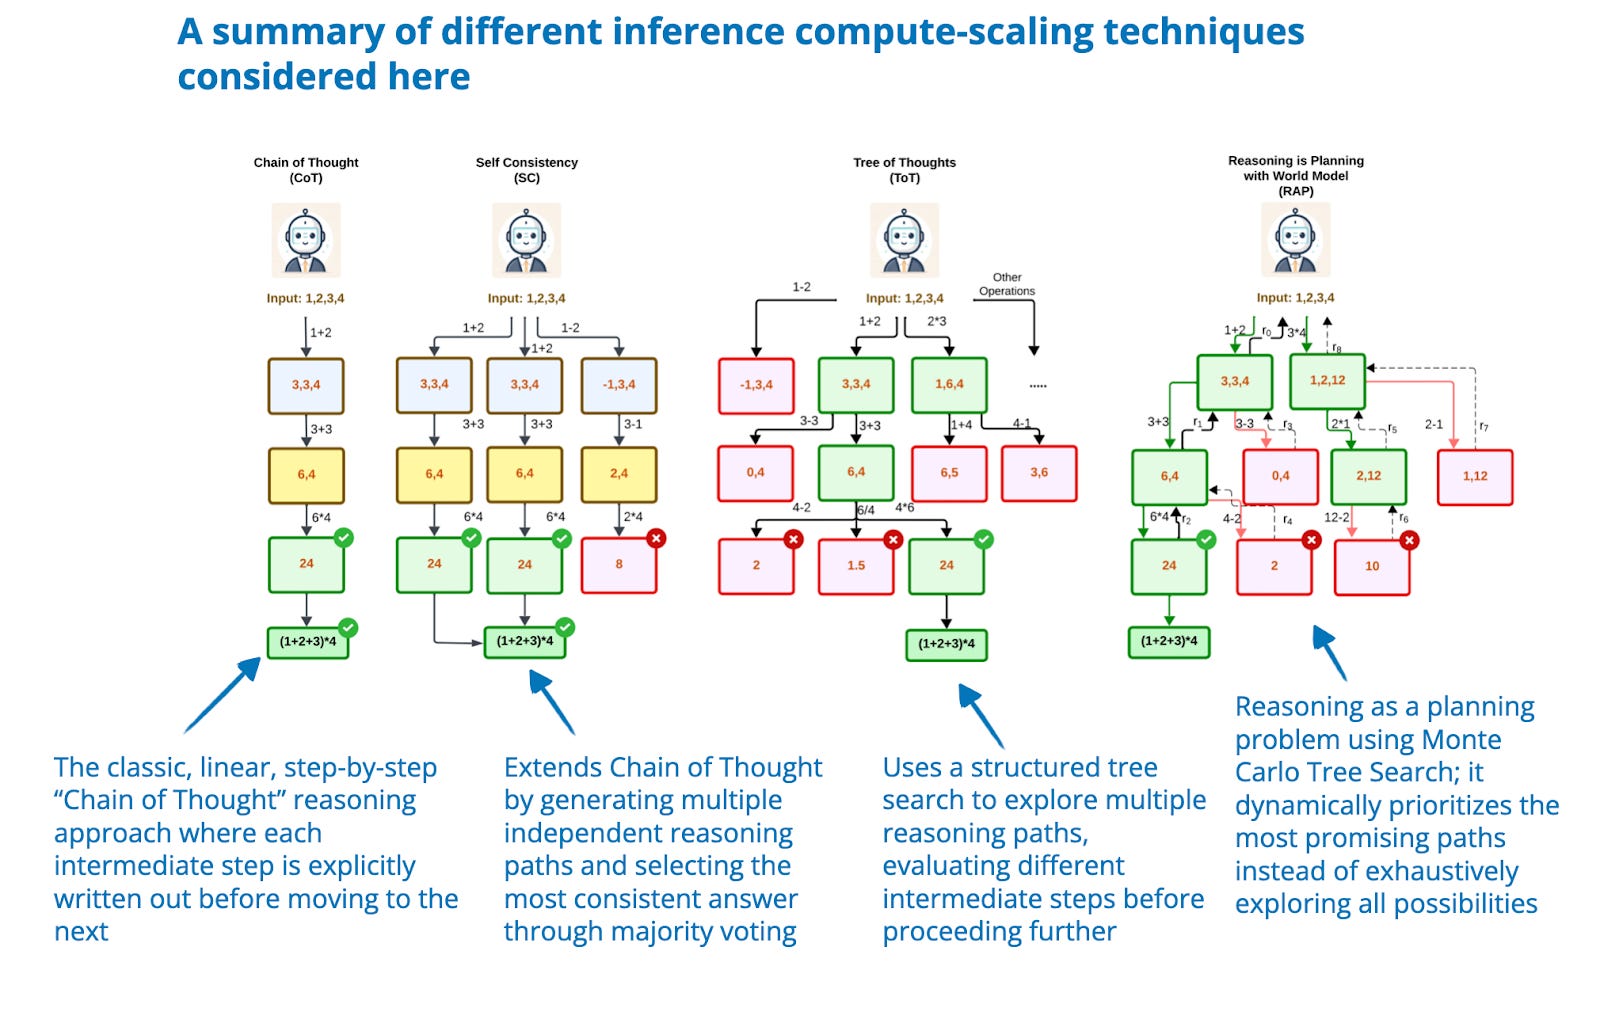 A summary of different inference compute-scaling techniques
considered here
Chain of Thought
(CoT)
Input: 1,2,3,4
1+2
3,3,4
3+3
6,4
6*4
24
(1+2+3)*4
Self Consistency
(SC)
Input: 1,2,3,4
1+2
1+2
1-2
3,3,4
3,3,4
-1,3,4
3+3
3+3
3-1
6,4
6,4
2,4
6*4
6*4
2*4
24
24
8
(1+2+3)*4
Tree of Thoughts
(ToT)
Input: 1,2,3,4
1-2
1+2
2*3
Other
Operations
-1,3,4
3,3,4
1,6,4
.....
3-3
3+3
1+4
4-1
0,4
6,4
6,5
3,6
4-2
6/4
4*6
2
1.5
24
(1+2+3)*4
Reasoning is Planning
with World Model
(RAP)
Input: 1,2,3,4
1+2
r0
3*4
r8
3,3,4
1,2,12
3+3
r1
3-3
r3
2*1
r5
2-1
r7
6,4
0,4
2,12
1,12
6*4
r2
4-2
r4
12-2
r6
24
2
10
(1+2+3)*4
The classic, linear, step-by-step
“Chain of Thought” reasoning
approach where each
intermediate step is explicitly
written out before moving to the
next
Extends Chain of Thought
by generating multiple
independent reasoning
paths and selecting the
most consistent answer
through majority voting
Uses a structured tree
search to explore multiple
reasoning paths,
evaluating different
intermediate steps before
proceeding further
Reasoning as a planning
problem using Monte
Carlo Tree Search; it
dynamically prioritizes the
most promising paths
instead of exhaustively
exploring all possibilities